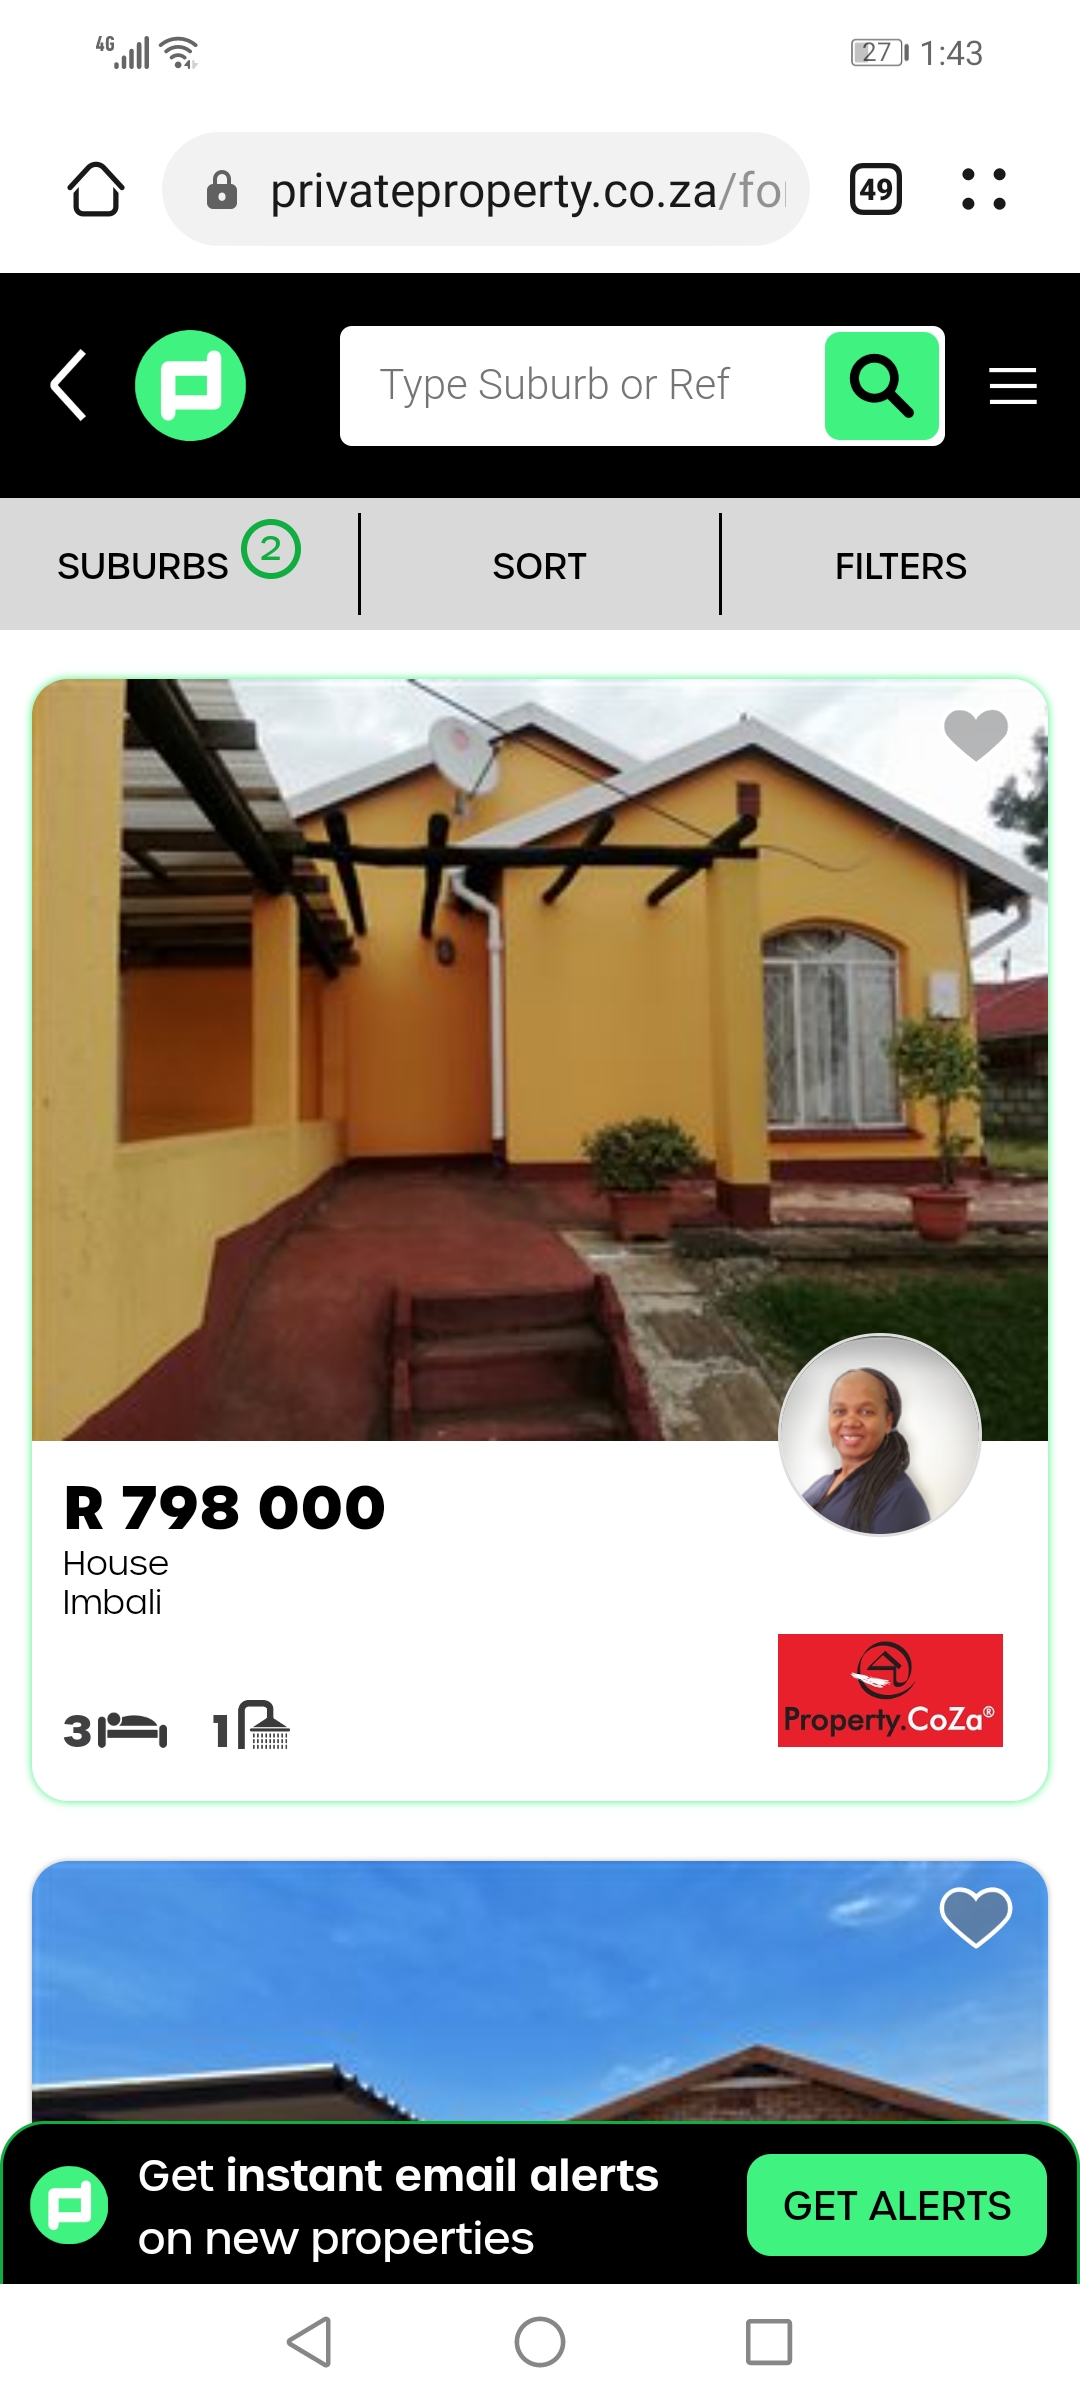 4G
27 1:43
privateproperty.co.za/fo
49
Type Suburb or Ref
SUBURBS 2
SORT
FILTERS
R 798 000
House
Imbali
3 1
Property.CoZa®
Get instant email alerts
on new properties
GET ALERTS